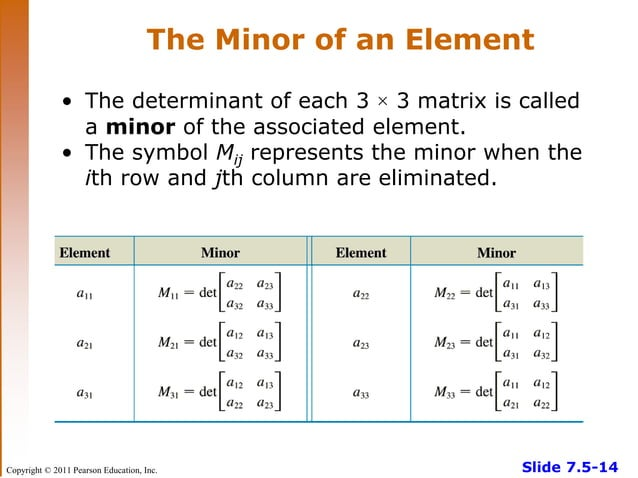 The Minor of an Element
• The determinant of each 3 × 3 matrix is called
a minor of the associated element.
• The symbol Mij represents the minor when the
ith row and jth column are eliminated.
Element Minor Element Minor
a11 M11 = det[a22 a23 a32 a33] a22 M22 = det[a11 a13 a31 a33]
a21 M21 = det[a12 a13 a32 a33] a23 M23 = det[a11 a12 a31 a32]
a31 M31 = det[a12 a13 a22 a23] a33 M33 = det[a11 a12 a21 a22]
Copyright © 2011 Pearson Education, Inc.
Slide 7.5-14